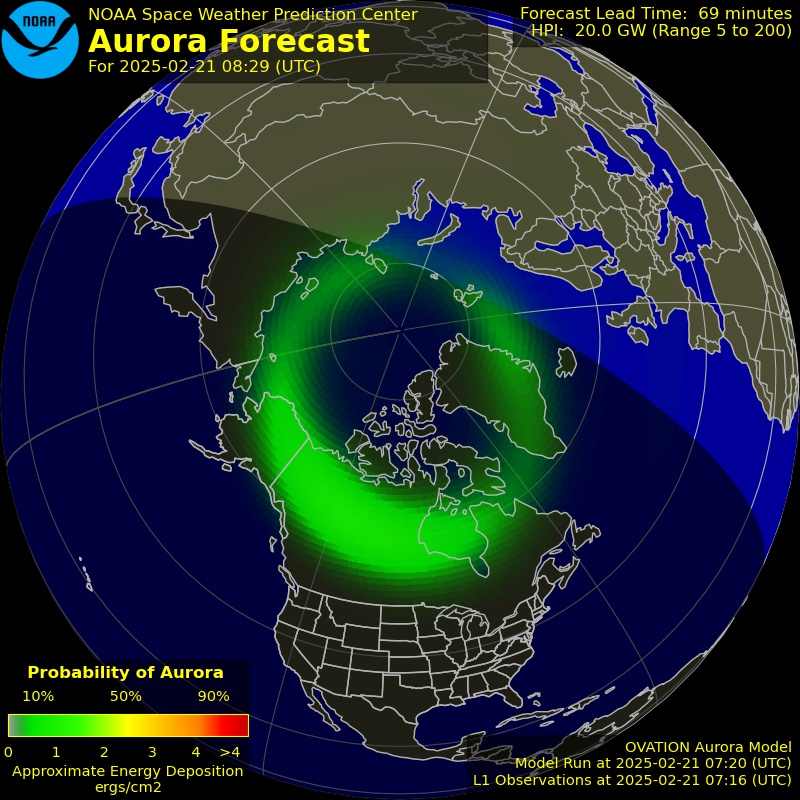 NOAA
NOAA Space Weather Prediction Center
Aurora Forecast
For 2025-02-21 08:29 (UTC)
Forecast Lead Time: 69 minutes
HPI: 20.0 GW (Range 5 to 200)
Probability of Aurora
10% 50% 90%
0 1 2 3 4 >4
Approximate Energy Deposition
ergs/cm2
OVATION Aurora Model
Model Run at 2025-02-21 07:20 (UTC)
L1 Observations at 2025-02-21 07:16 (UTC)